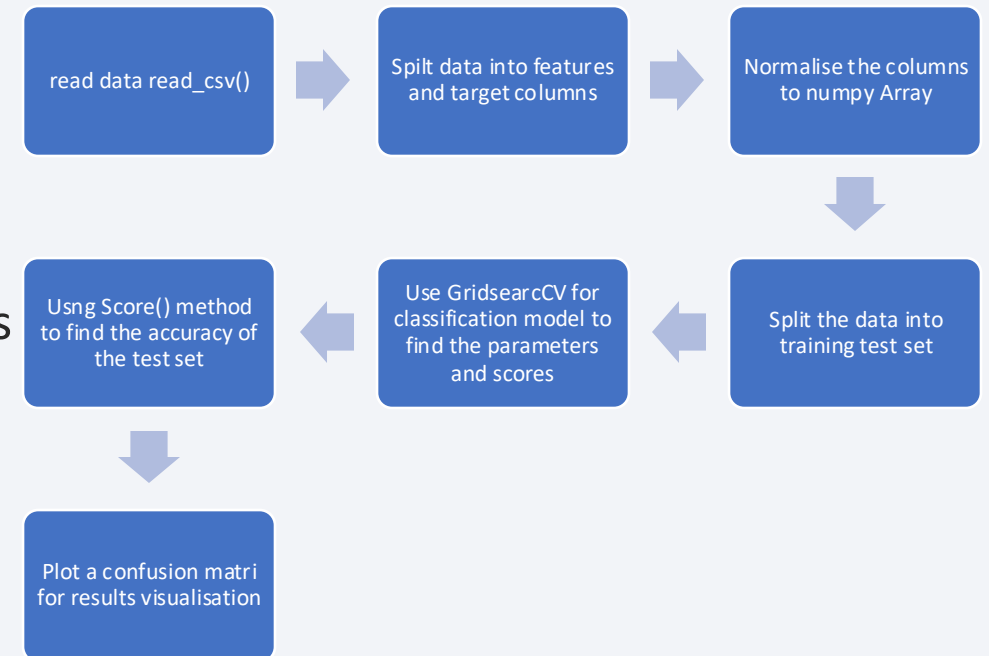 read data read_csv()
Spilt data into features
and target columns
Normalise the columns
to numpy Array
Split the data into
training test set
Use GridsearcCV for
classification model to
find the parameters
and scores
Usng Score() method
to find the accuracy of
the test set
s
Plot a confusion matri
for results visualisation